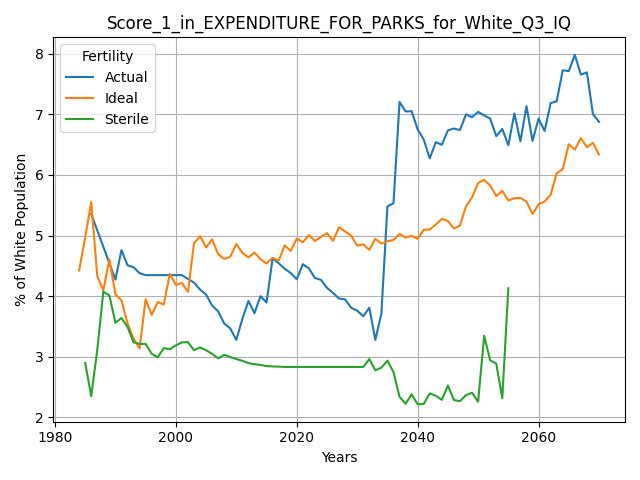 Score_1_in_EXPENDITURE_FOR_PARKS_for_White_Q3_IQ
Fertility
Actual
Ideal
Sterile
% of White Population
8
7
6
5
4
3
2
1980
2000
2020
2040
2060
Years